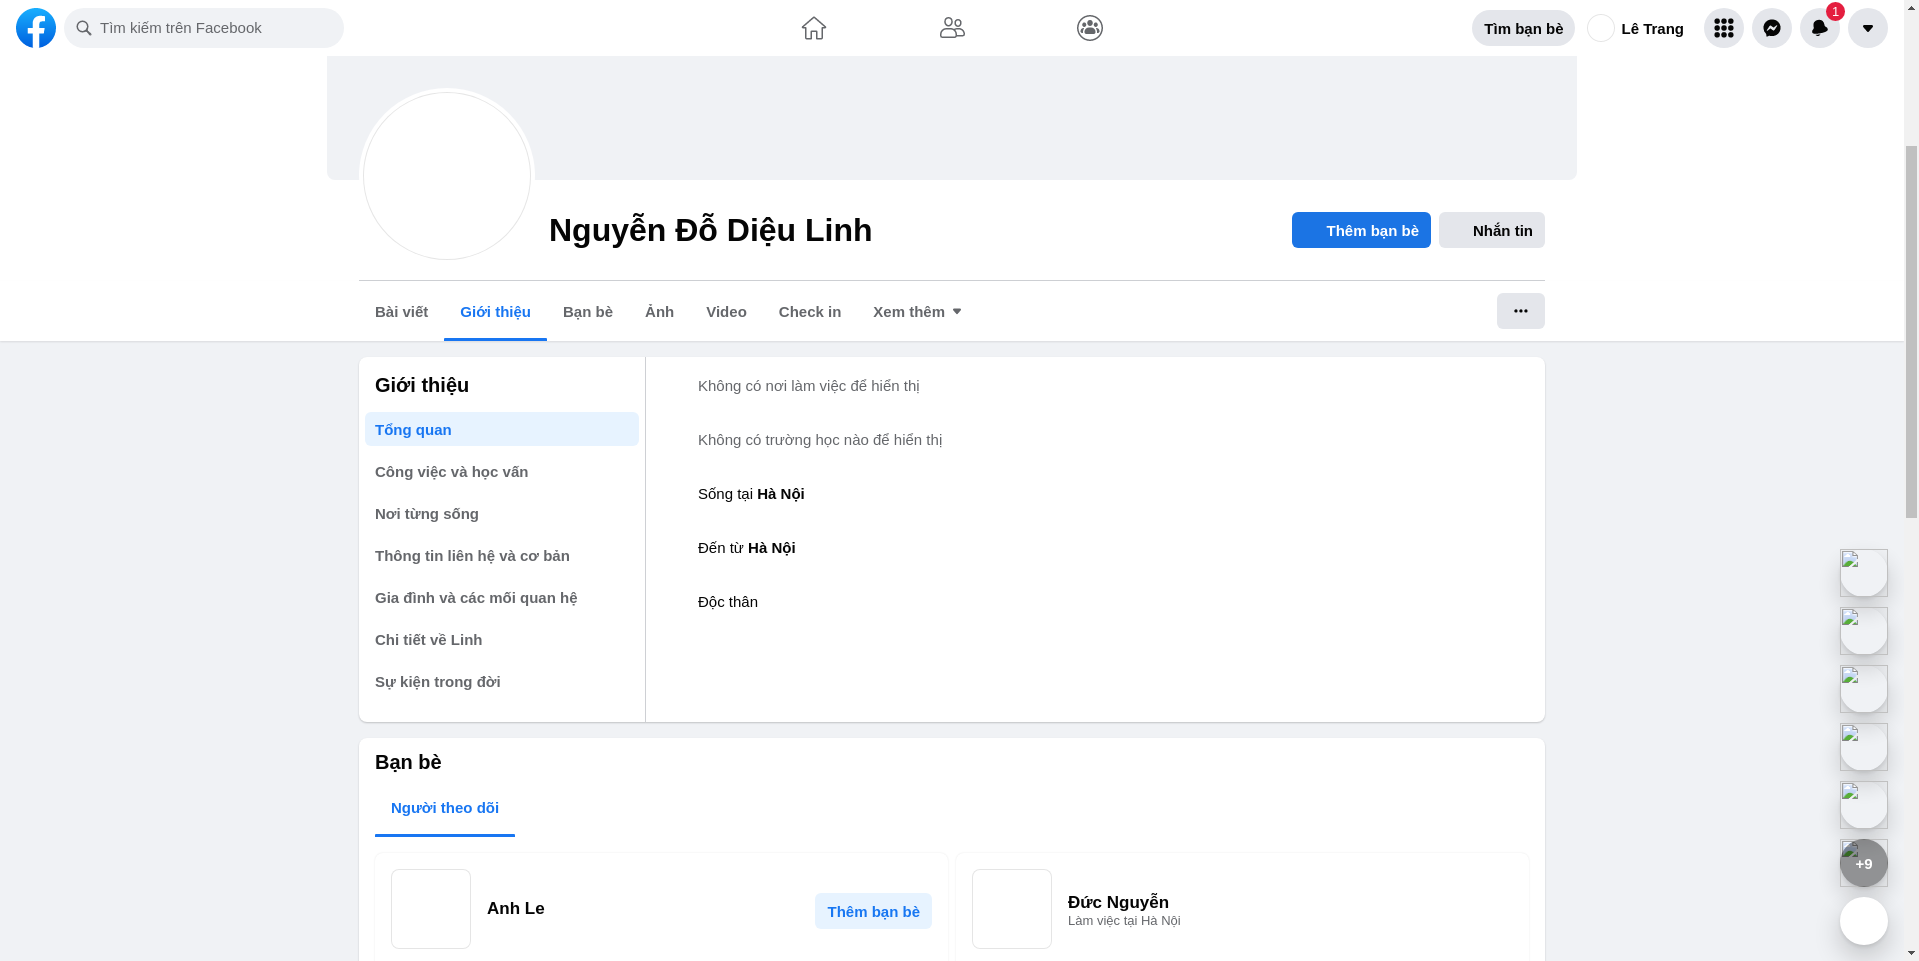 Tìm kiếm trên Facebook
Tìm bạn bè
Lê Trang
1
Nguyễn Đỗ Diệu Linh
Thêm bạn bè
Nhắn tin
Bài viết
Giới thiệu
Bạn bè
Ảnh
Video
Check in
Xem thêm
Giới thiệu
Tổng quan
Công việc và học vấn
Nơi từng sống
Thông tin liên hệ và cơ bản
Gia đình và các mối quan hệ
Chi tiết về Linh
Sự kiện trong đời
Không có nơi làm việc để hiển thị
Không có trường học nào để hiển thị
Sống tại Hà Nội
Đến từ Hà Nội
Độc thân
Bạn bè
Người theo dõi
Anh Le
Thêm bạn bè
Đức Nguyễn
Làm việc tại Hà Nội
+9